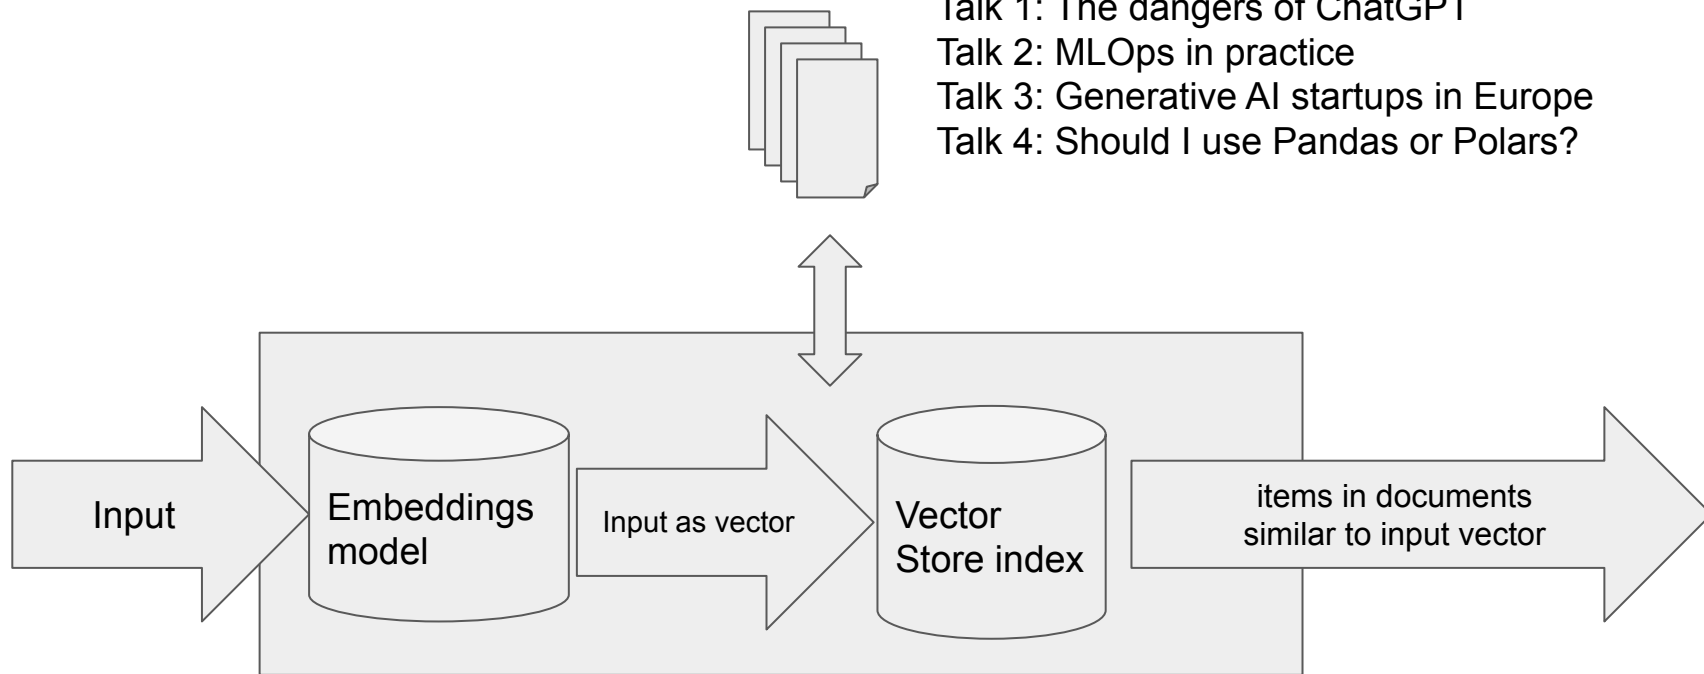 Talk 1: The dangers of ChatGPT
Talk 2: MLOps in practice
Talk 3: Generative AI startups in Europe
Talk 4: Should I use Pandas or Polars?
Input
Embeddings
model
Input as vector
Vector
Store index
items in documents
similar to input vector